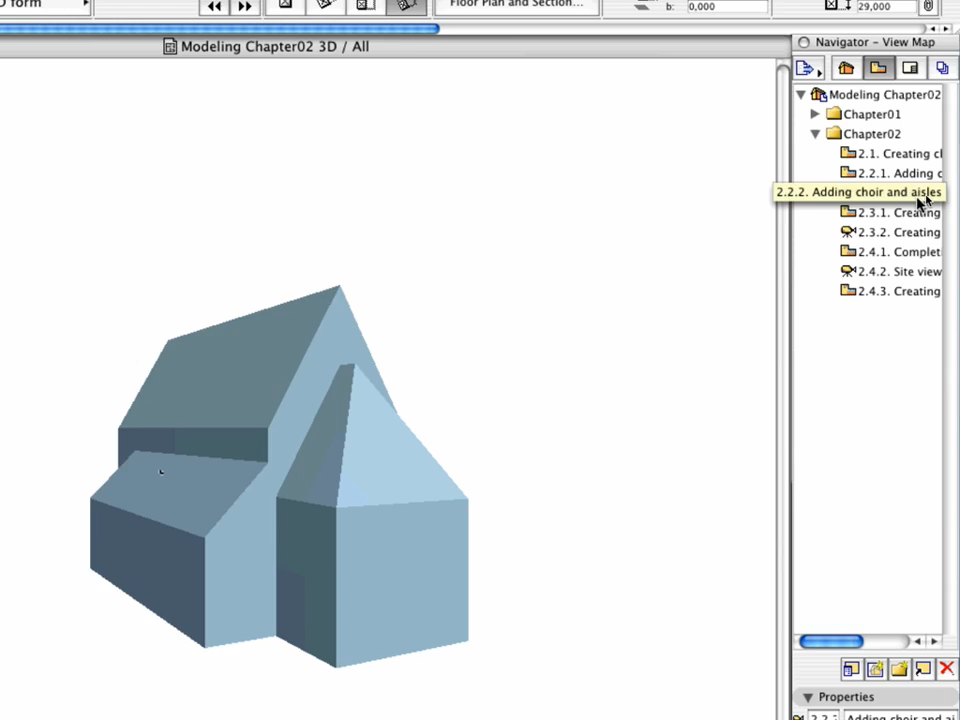 D form
Floor Plan and Section...
b:
0,000
29,000
Modeling Chapter02 3D / All
Navigator - View Map
Modeling Chapter02
Chapter01
Chapter02
2.1. Creating cl
2.2.1. Adding c
2.2.2. Adding choir and aisles
2.3.1. Creating
2.3.2. Creating
2.4.1. Complet
2.4.2. Site view
2.4.3. Creating
Properties
Adding choir and ai